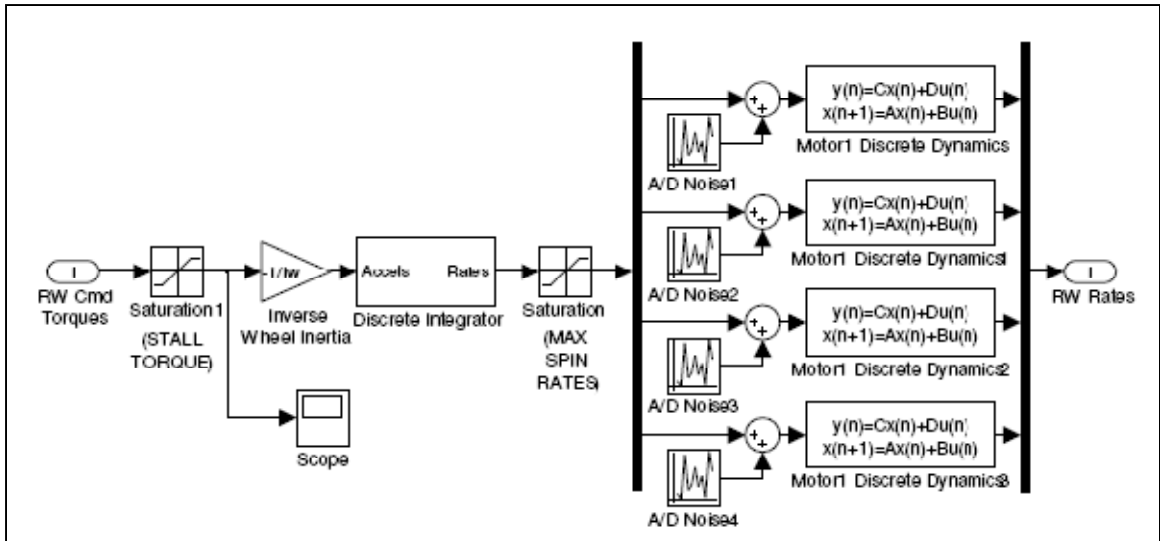 I
RW Cmd
Torques
Saturation 1
(STALL
TORQUE)
-1/Iw
Inverse
Wheel Inertia
Scope
Accels Rates
Discrete Integrator
Saturation
(MAX
SPIN
RATES)
A/D Noise1
y(n)=Cx(n)+Du(n)
x(n+1)=Ax(n)+Bu(n)
Motor1 Discrete Dynamics
A/D Noise2
y(n)=Cx(n)+Du(n)
x(n+1)=Ax(n)+Bu(n)
Motor1 Discrete Dynamics1
A/D Noise3
y(n)=Cx(n)+Du(n)
x(n+1)=Ax(n)+Bu(n)
Motor1 Discrete Dynamics2
A/D Noise4
y(n)=Cx(n)+Du(n)
x(n+1)=Ax(n)+Bu(n)
Motor1 Discrete Dynamics3
I
RW Rates